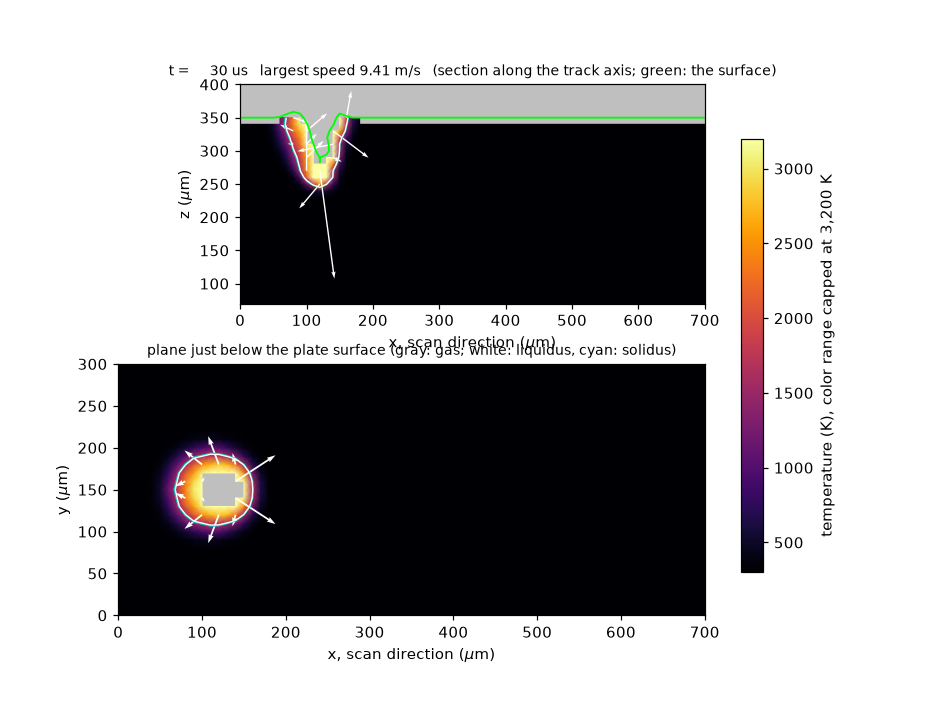 t =     30 us   largest speed 9.41 m/s   (section along the track axis; green: the surface)
400
350
300
250
200
150
100
z (μm)
0 100 200 300 400 500 600 700
x, scan direction (μm)
plane just below the plate surface (gray: gas; white: liquidus, cyan: solidus)
300
250
200
150
100
50
0
y (μm)
0 100 200 300 400 500 600 700
x, scan direction (μm)
3000
2500
2000
1500
1000
500
temperature (K), color range capped at 3,200 K